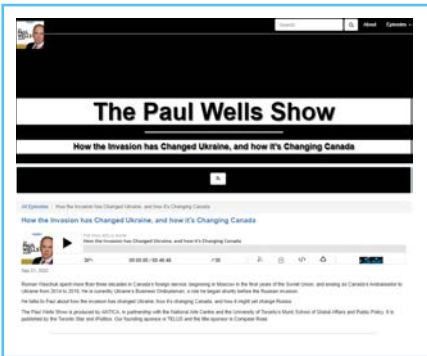 Search
About Episodes
The Paul Wells Show
How the Invasion has Changed Ukraine, and how it's Changing Canada
All Episodes / How the Invasion has Changed Ukraine, and how it's Changing Canada
How the Invasion has Changed Ukraine, and how it's Changing Canada
THE PAUL WELLS SHOW
How the Invasion has Changed Ukraine, and how it's Changing Canada
Sep 21, 2022
Roman Waschuk spent more than three decades in Canada's foreign service, beginning in Moscow in the final years of the Soviet Union, and ending as Canada's Ambassador to
Ukraine from 2014 to 2019. He is currently Ukraine's Business Ombudsman, a role he began shortly before the Russian invasion.
He talks to Paul about how the invasion has changed Ukraine, how it's changing Canada, and how it might yet change Russia.
The Paul Wells Show is produced by ANTICA, in partnership with the National Arts Centre and the University of Toronto's Munk School of Global Affairs and Public Policy. It is
published by the Toronto Star and iPolitics. Our founding sponsor is TELUS and the title sponsor is Compass Rose.